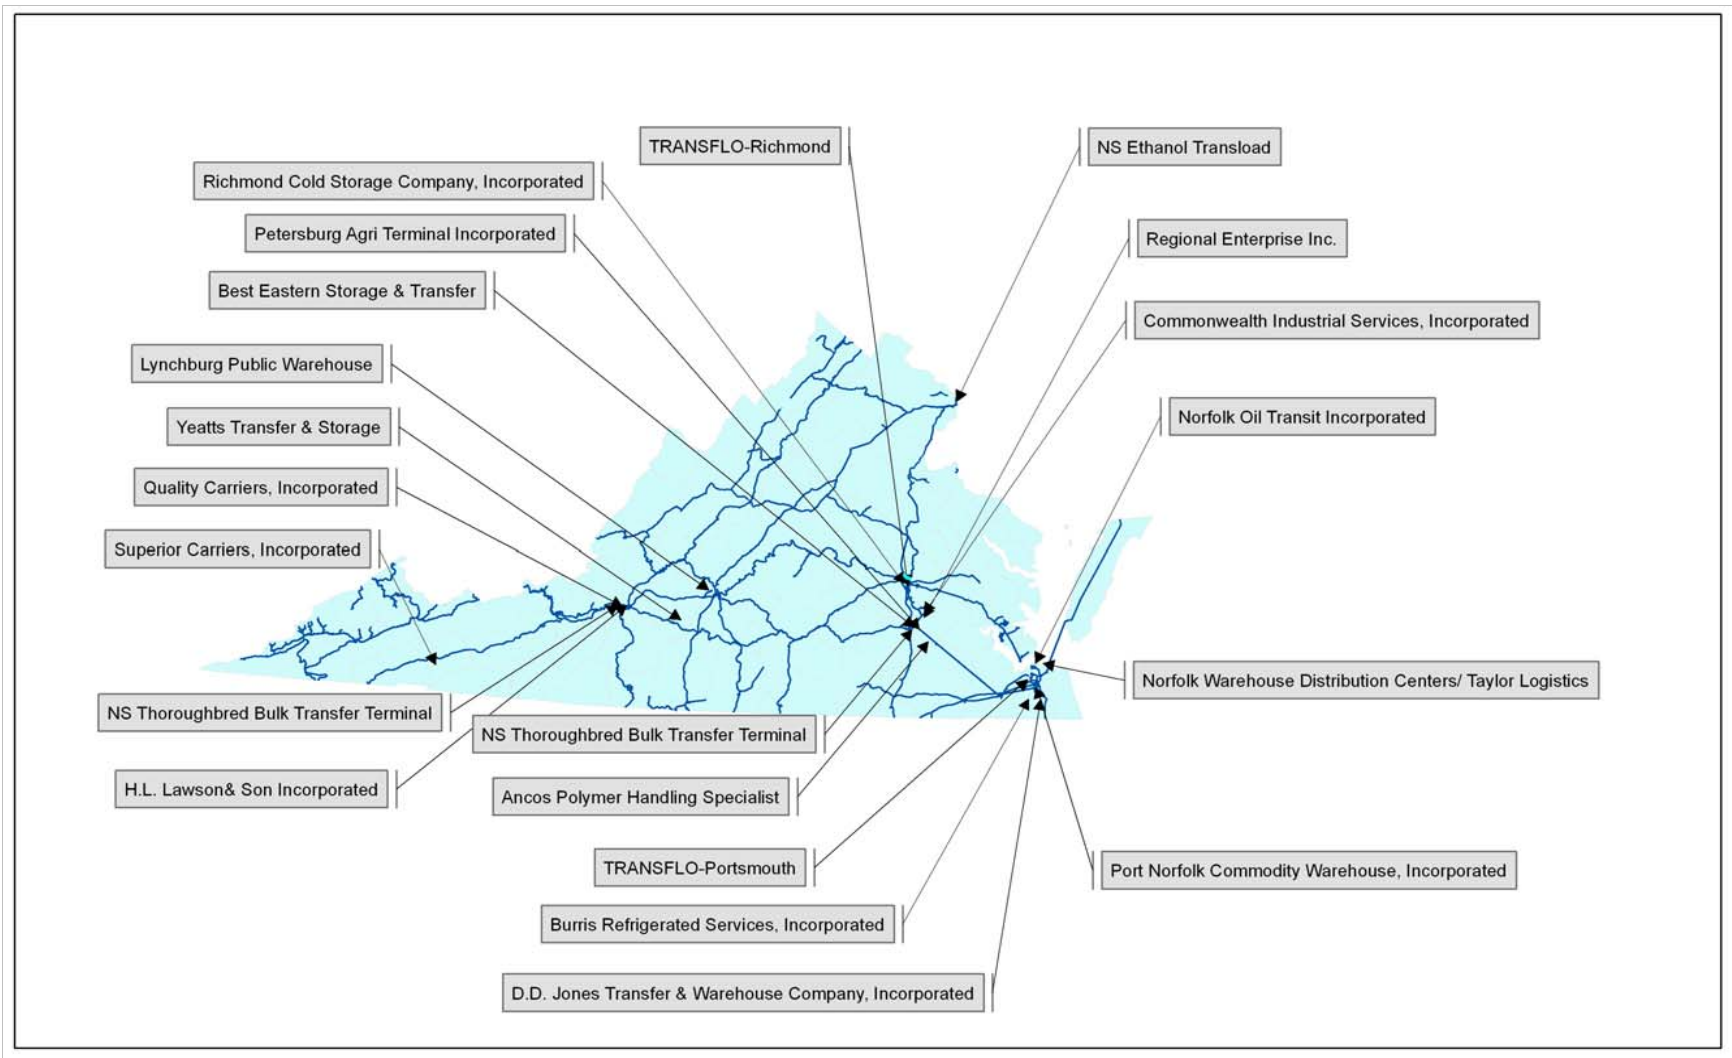 TRANSFLO-Richmond
NS Ethanol Transload
Richmond Cold Storage Company, Incorporated
Petersburg Agri Terminal Incorporated
Regional Enterprise Inc.
Best Eastern Storage & Transfer
Commonwealth Industrial Services, Incorporated
Lynchburg Public Warehouse
Norfolk Oil Transit Incorporated
Yeatts Transfer & Storage
Quality Carriers, Incorporated
Superior Carriers, Incorporated
Norfolk Warehouse Distribution Centers/ Taylor Logistics
NS Thoroughbred Bulk Transfer Terminal
NS Thoroughbred Bulk Transfer Terminal
H.L. Lawson& Son Incorporated
Ancos Polymer Handling Specialist
TRANSFLO-Portsmouth
Port Norfolk Commodity Warehouse, Incorporated
Burris Refrigerated Services, Incorporated
D.D. Jones Transfer & Warehouse Company, Incorporated